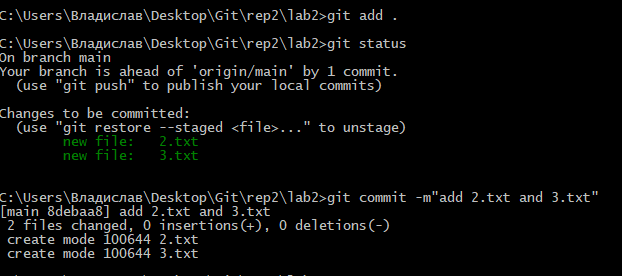 C:\Users\Владислав\Desktop\Git\rep2\lab2>git add .
C:\Users\Владислав\Desktop\Git\rep2\lab2>git status
On branch main
Your branch is ahead of 'origin/main' by 1 commit.
(use "git push" to publish your local commits)
Changes to be committed:
(use "git restore --staged <file>..." to unstage)
new file: 2.txt
new file: 3.txt
C:\Users\Владислав\Desktop\Git\rep2\lab2>git commit -m"add 2.txt and 3.txt"
[main 8debaa8] add 2.txt and 3.txt
2 files changed, 0 insertions(+), 0 deletions(-)
create mode 100644 2.txt
create mode 100644 3.txt